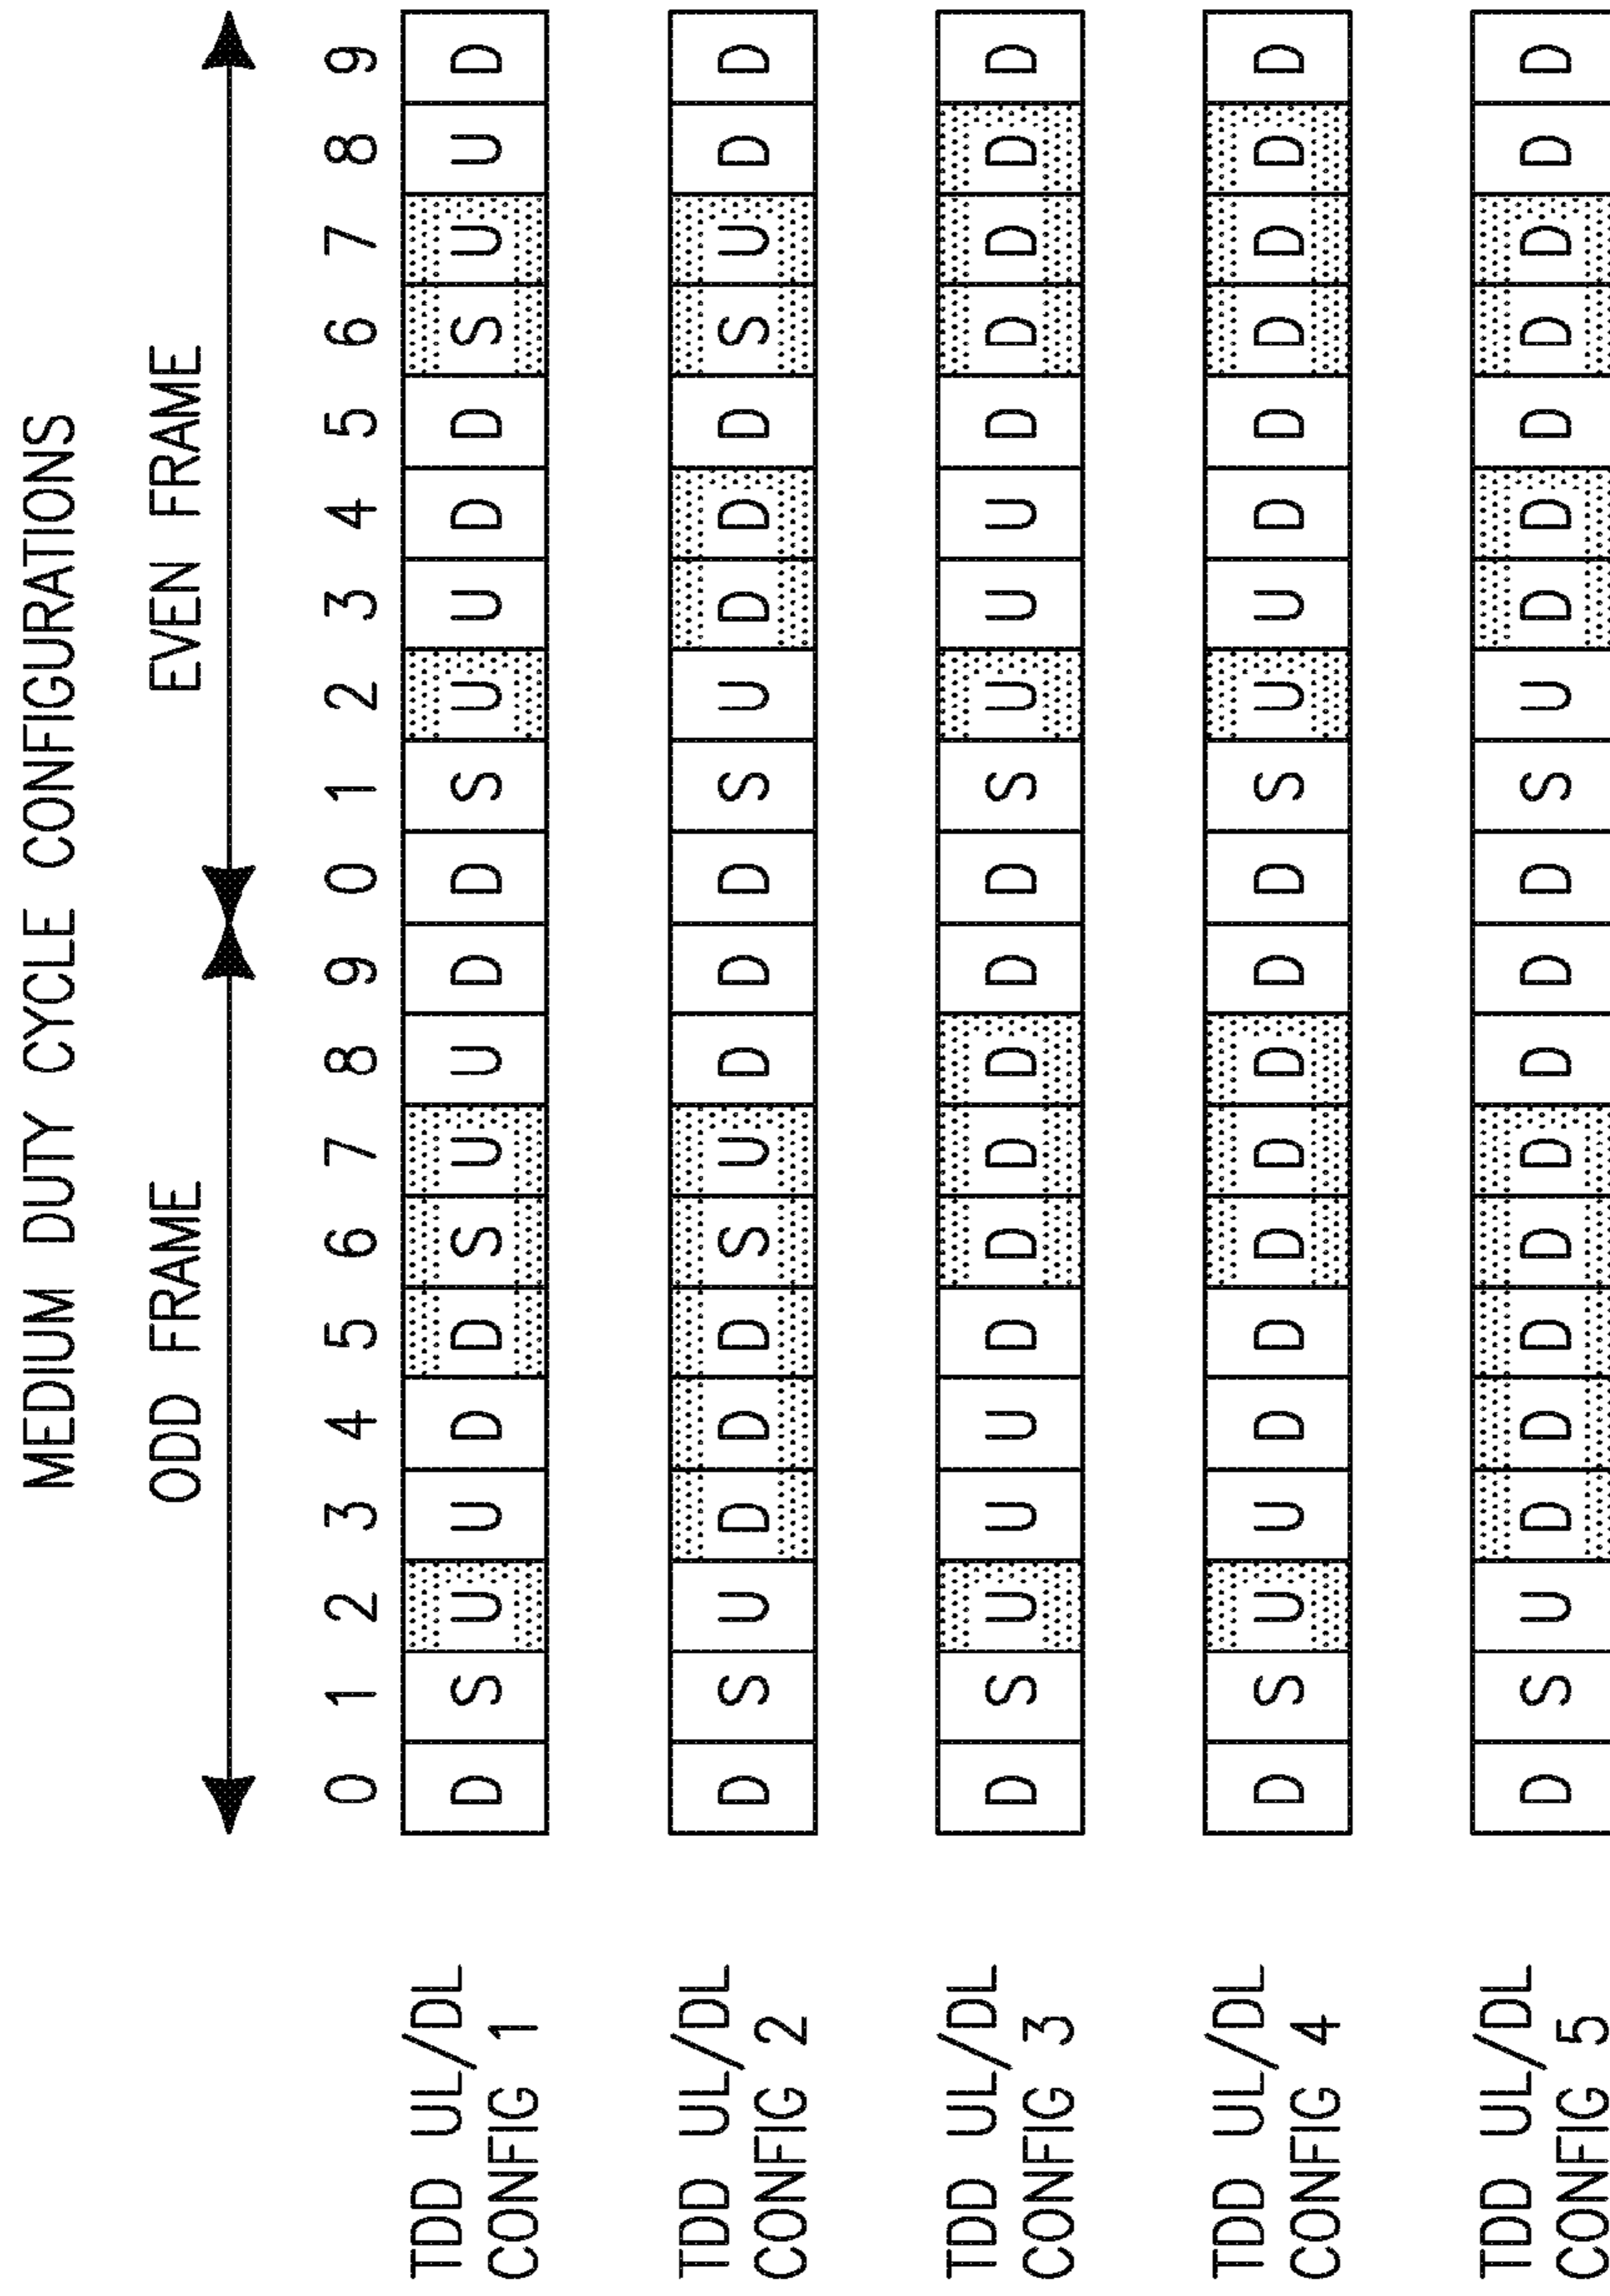 MEDIUM DUTY CYCLE CONFIGURATIONS
ODD FRAME EVEN FRAME
0 1 2 3 4 5 6 7 8 9 0 1 2 3 4 5 6 7 8 9
TDD UL/DL
CONFIG 1
D S U U D D S U U D D S U U D D S U U D
TDD UL/DL
CONFIG 2
D S U D D D S U D D D S U D D D S U D D
TDD UL/DL
CONFIG 3
D S U U U D D D D D D S U U U D D D D D
TDD UL/DL
CONFIG 4
D S U U D D D D D D D S U U D D D D D D
TDD UL/DL
CONFIG 5
D S U D D D D D D D D S U D D D D D D D